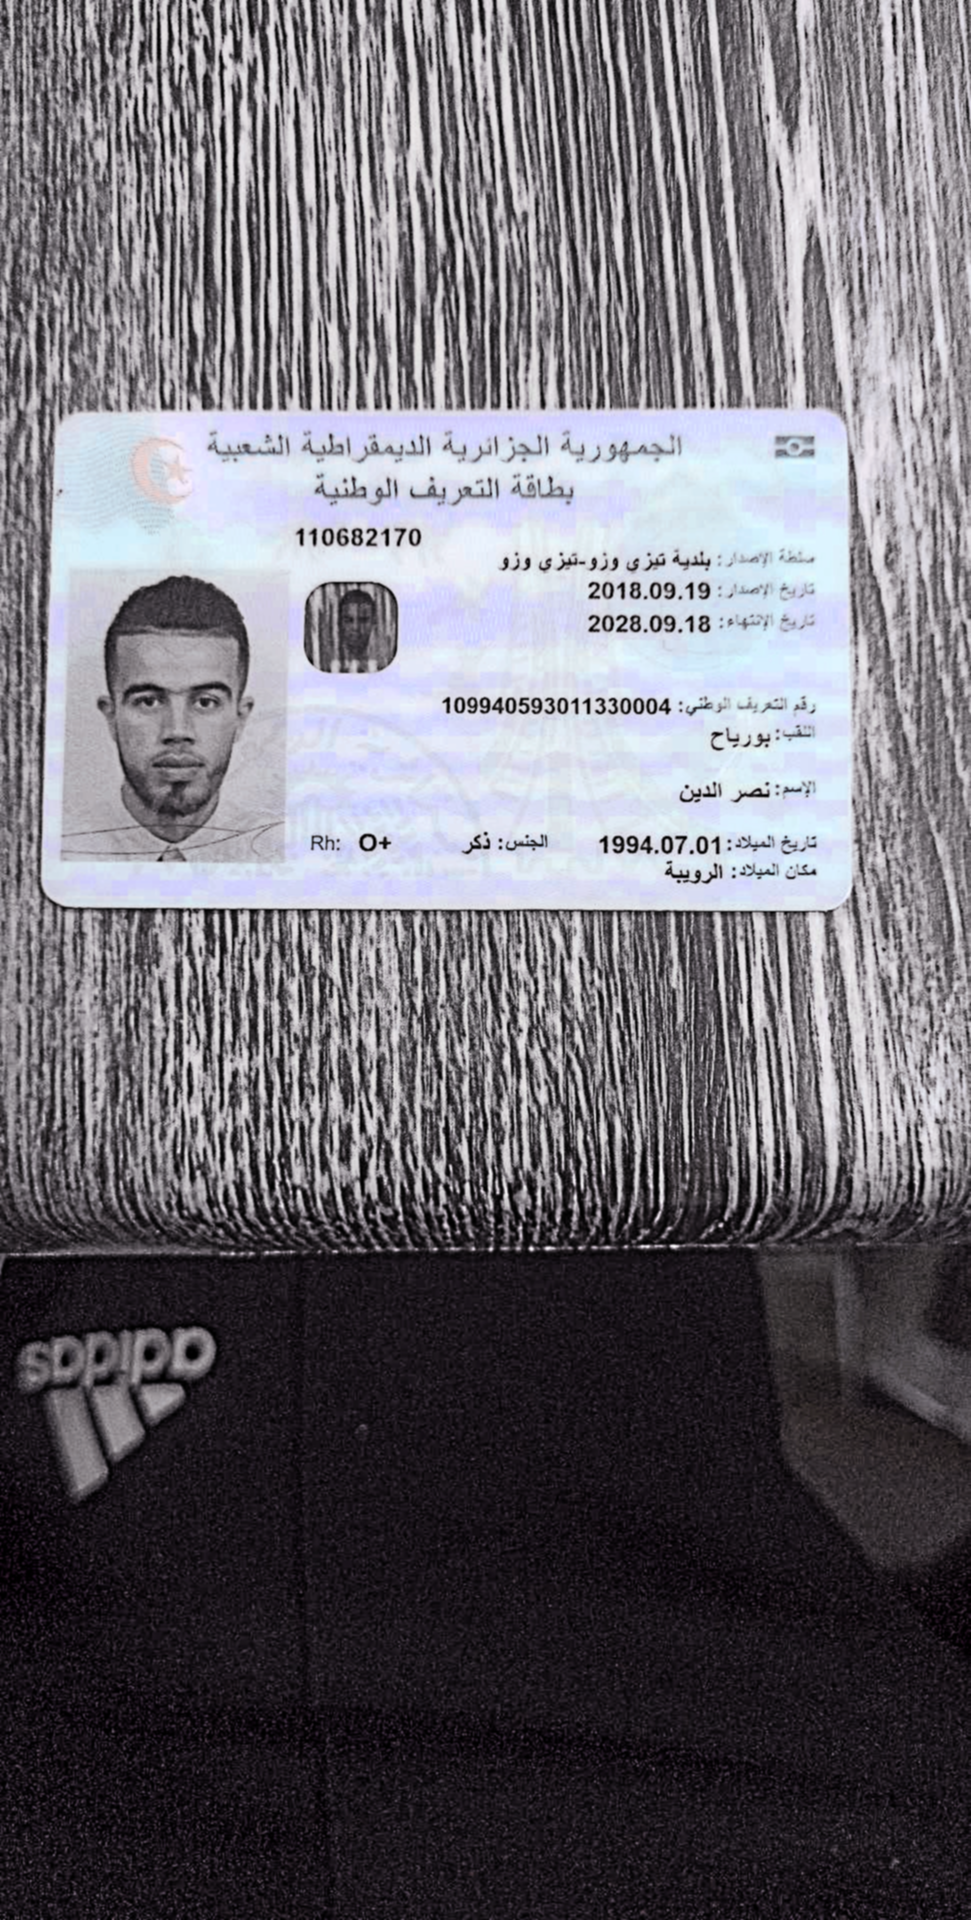 الجمهورية الجزائرية الديمقراطية الشعبية
بطاقة التعريف الوطنية
110682170
سلطة الإصدار: بلدية تيزي وزو-تيزي وزو
تاريخ الإصدار: 2018.09.19
تاريخ الإنتهاء: 2028.09.18
رقم التعريف الوطني: 109940593011330004
اللقب: بورياح
الإسم: نصر الدين
تاريخ الميلاد: 1994.07.01 الجنس: ذكر Rh: O+
مكان الميلاد: الرويبة
adidas